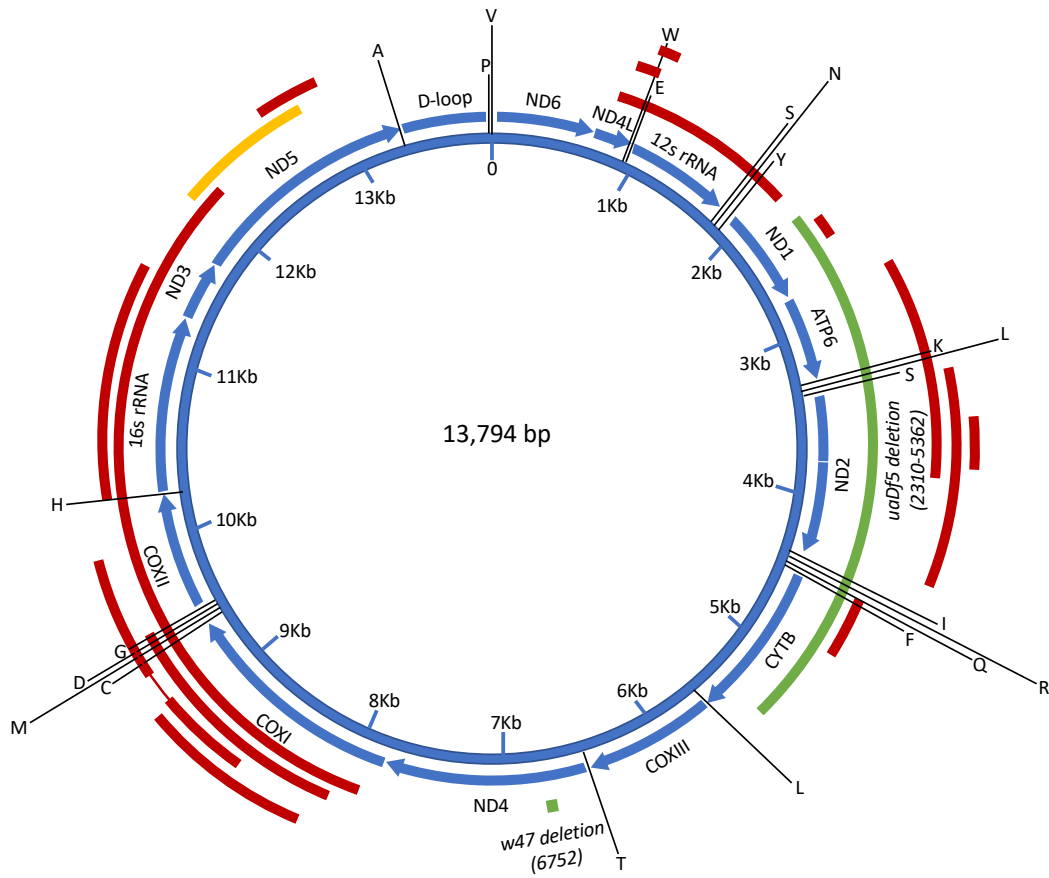 V
A
W
P
E
N
D-loop
ND6
ND4L
S
12s rRNA
Y
ND5
0
13Kb
1Kb
ND1
2Kb
12Kb
ND3
ATP6
3Kb
K
L
S
11Kb
16s rRNA
13,794 bp
uaDf5 deletion
(2310-5362)
ND2
4Kb
H
10Kb
COXII
5Kb
CYTB
I
F
Q
R
9Kb
G
D
C
M
6Kb
8Kb
7Kb
COXI
COXIII
L
ND4
w47 deletion
(6752)
T